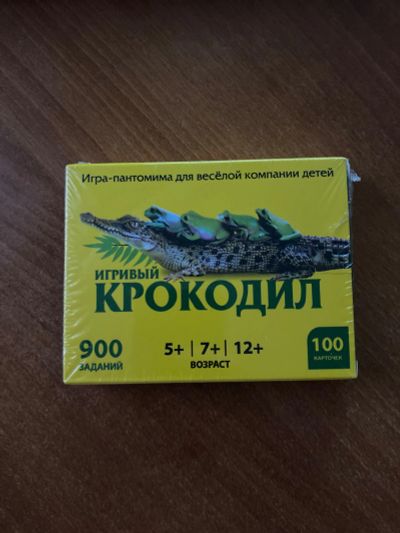 Игра-пантомима для весёлой компании детей
ИГРИВЫЙ
КРОКОДИЛ
900
ЗАДАНИЙ
5+ | 7+ | 12+
ВОЗРАСТ
100
КАРТОЧЕК